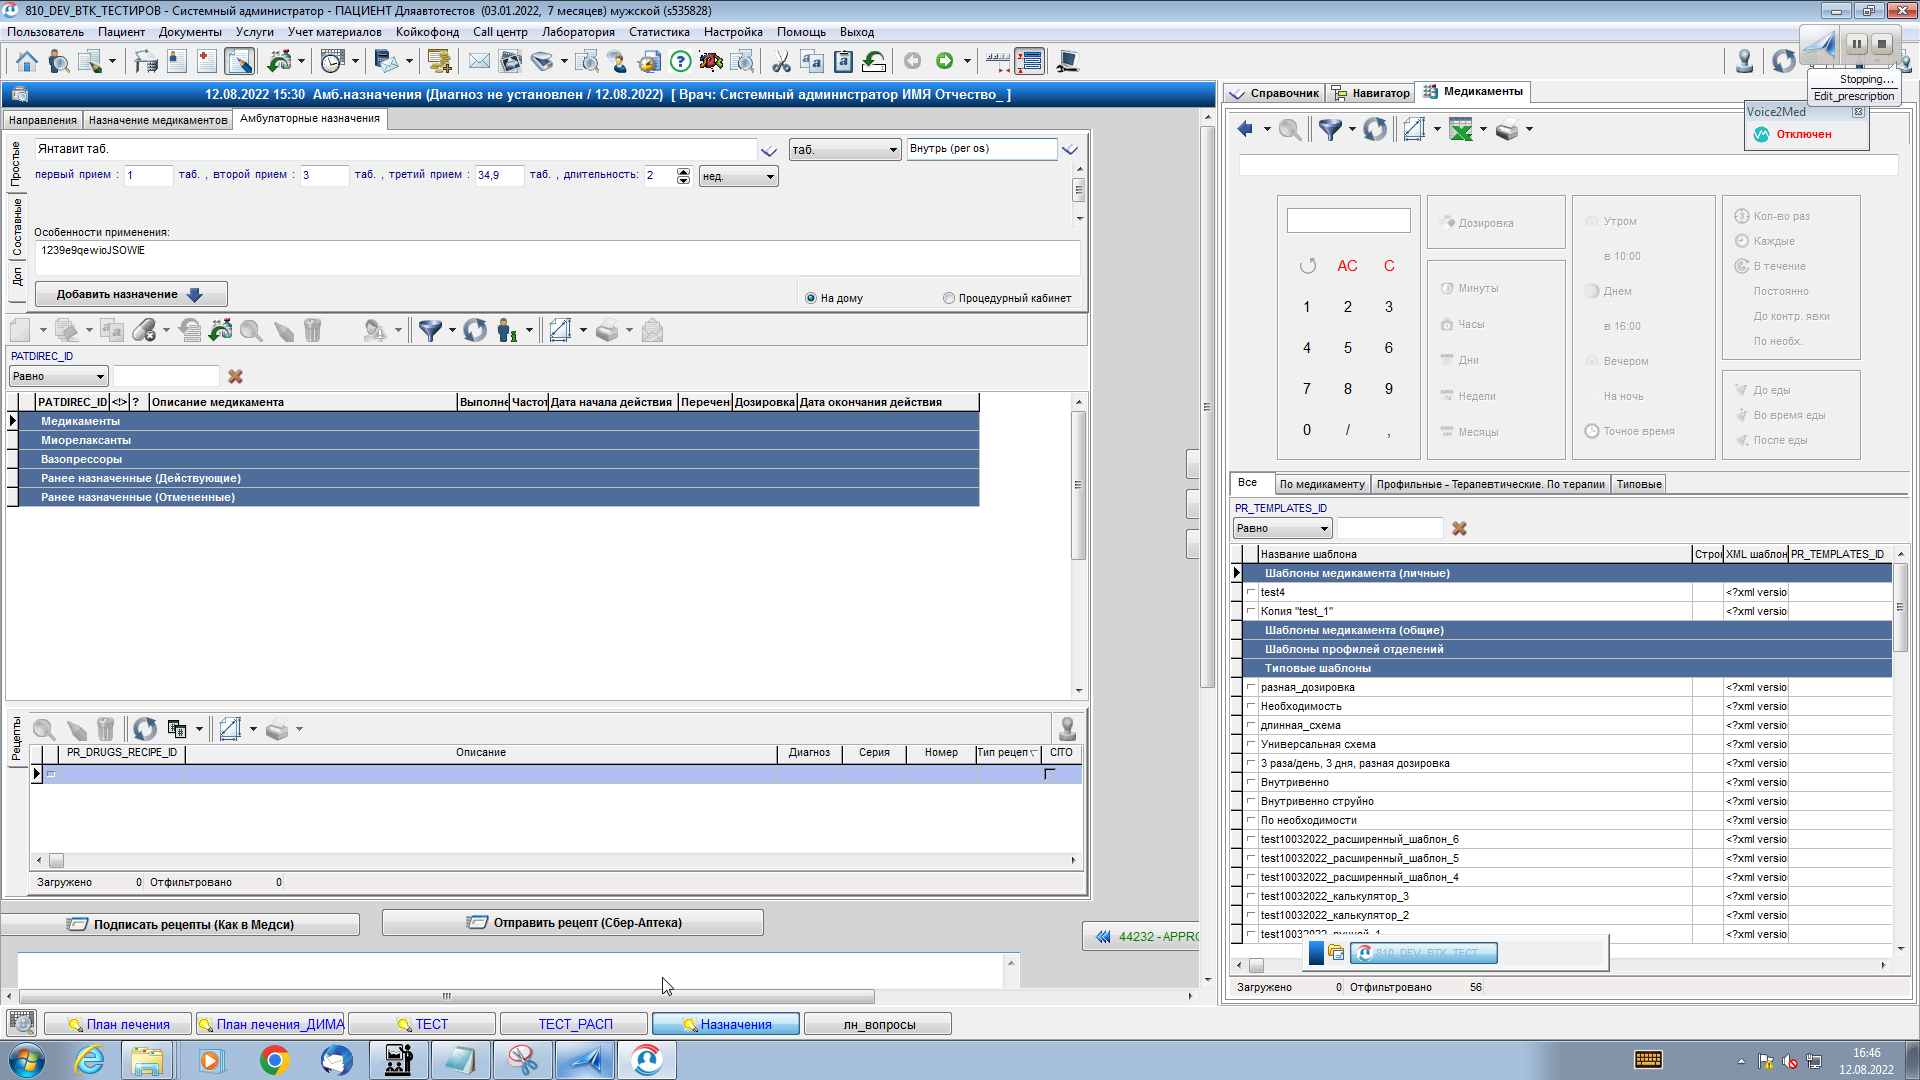 810_DEV_BTK_ТЕСТИРОВ - Системный администратор - ПАЦИЕНТ Дляавтотестов (03.01.2022, 7 месяцев) мужской (s535828)
Пользователь Пациент Документы Услуги Учет материалов Койкофонд Call центр Лаборатория Статистика Настройка Помощь Выход
Stopping...
Edit_prescription
12.08.2022 15:30 Амб.назначения (Диагноз не установлен / 12.08.2022) [ Врач: Системный администратор ИМЯ Отчество_ ]
Направления Назначение медикаментов Амбулаторные назначения
Простые
Составные
Доп
Янтавит таб.
таб.
Внутрь (per os)
первый прием : 1 таб. , второй прием : 3 таб. , третий прием : 34,9 таб. , длительность: 2 нед.
Особенности применения:
1239e9qewioJSOWIE
Добавить назначение
На дому
Процедурный кабинет
PATDIREC_ID
Равно
PATDIREC_ID <!> ? Описание медикамента Выполне Частот Дата начала действия Перечен Дозировка Дата окончания действия
Медикаменты
Миорелаксанты
Вазопрессоры
Ранее назначенные (Действующие)
Ранее назначенные (Отмененные)
Рецепты
PR_DRUGS_RECIPE_ID Описание Диагноз Серия Номер Тип рецеп CITO
Загружено 0 Отфильтровано 0
Подписать рецепты (Как в Медси)
Отправить рецепт (Сбер-Аптека)
44232 - APPRO
Справочник Навигатор Медикаменты
Voice2Med
Отключен
AC C
1 2 3
4 5 6
7 8 9
0 / ,
Дозировка
Минуты
Часы
Дни
Недели
Месяцы
Утром
в 10:00
Днем
в 16:00
Вечером
На ночь
Точное время
Кол-во раз
Каждые
В течение
Постоянно
До контр. явки
По необх.
До еды
Во время еды
После еды
Все По медикаменту Профильные - Терапевтические. По терапии Типовые
PR_TEMPLATES_ID
Равно
Название шаблона Строı XML шаблон PR_TEMPLATES_ID
Шаблоны медикамента (личные)
test4 <?xml versio
Копия "test_1" <?xml versio
Шаблоны медикамента (общие)
Шаблоны профилей отделений
Типовые шаблоны
разная_дозировка <?xml versio
Необходимость <?xml versio
длинная_схема <?xml versio
Универсальная схема <?xml versio
3 раза/день, 3 дня, разная дозировка <?xml versio
Внутривенно <?xml versio
Внутривенно струйно <?xml versio
По необходимости <?xml versio
test10032022_расширенный_шаблон_6 <?xml versio
test10032022_расширенный_шаблон_5 <?xml versio
test10032022_расширенный_шаблон_4 <?xml versio
test10032022_калькулятор_3 <?xml versio
test10032022_калькулятор_2 <?xml versio
test10032022_ручной_1 <?xml versio
810_DEV_BTK_ТЕСТ...
Загружено 0 Отфильтровано 56
План лечения План лечения_ДИМА ТЕСТ ТЕСТ_РАСП Назначения лн_вопросы
16:46
12.08.2022